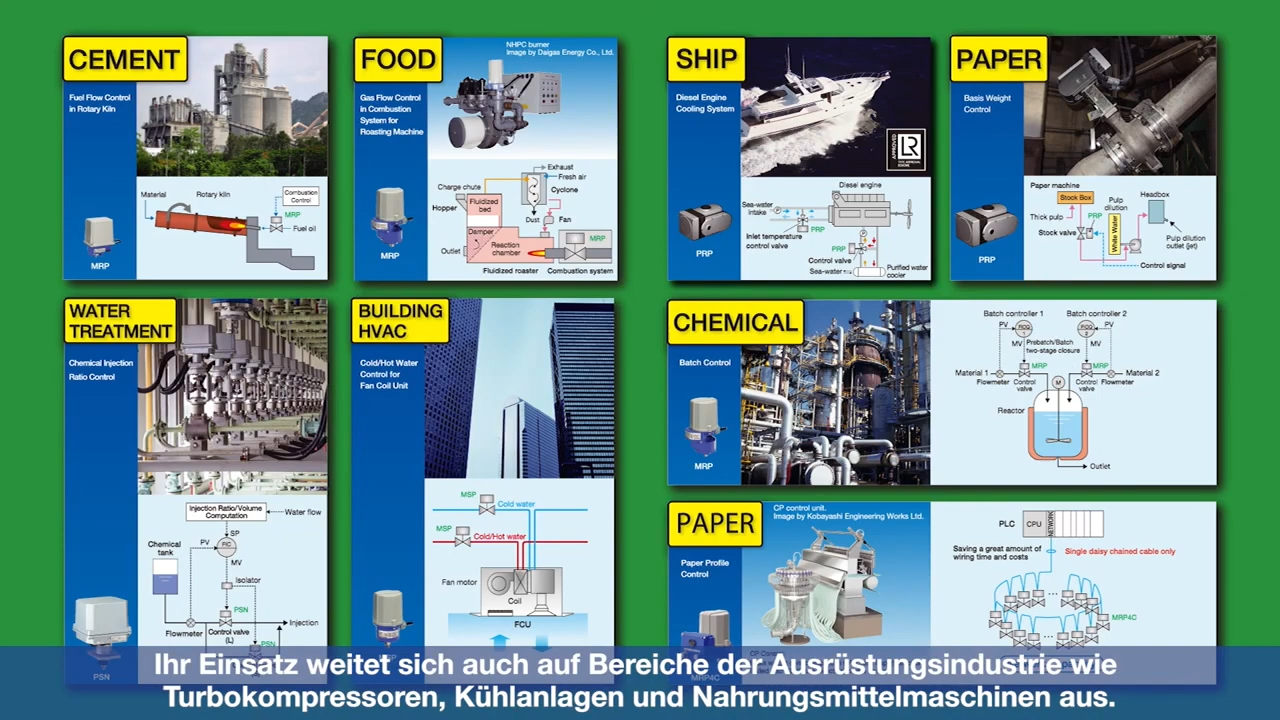 CEMENT
Fuel Flow Control
in Rotary Kiln
Material
Rotary kiln
Combustion
Control
MRP
Fuel oil
MRP
FOOD
NHPC burner
Image by Daigas Energy Co., Ltd.
Gas Flow Control
in Combustion
System for
Roasting Machine
Exhaust
Fresh air
Charge chute
Cyclone
Hopper
Fluidized
bed
Dust
Fan
Damper
Outlet
Reaction
chamber
MRP
Fluidized roaster
Combustion system
MRP
SHIP
Diesel Engine
Cooling System
APPROVED
LR
Diesel engine
Sea-water
intake
P
PRP
Inlet temperature
control valve
P
PRP
Control valve
Sea-water
Purified water
cooler
PRP
PAPER
Basis Weight
Control
Paper machine
Stock Box
Pulp
dilution
Headbox
Thick pulp
PRP
Stock valve
White Water
Pulp dilution
outlet (jet)
Control signal
PRP
WATER
TREATMENT
Chemical Injection
Ratio Control
Injection Ratio/Volume
Computation
Water flow
SP
Chemical
tank
PV
FIC
MV
Isolator
PSN
Flowmeter
Control valve
(L)
Injection
PSN
PSN
BUILDING
HVAC
Cold/Hot Water
Control for
Fan Coil Unit
MSP
Cold water
MSP
Cold/Hot water
Fan motor
Coil
FCU
MSP
CHEMICAL
Batch Control
Batch controller 1
Batch controller 2
PV
PV
MV
Prebatch/Batch
two-stage closure
MV
MRP
MRP
Material 1
Material 2
Flowmeter
Control
valve
M
Control
valve
Flowmeter
Reactor
Outlet
MRP
PAPER
CP control unit.
Image by Kobayashi Engineering Works Ltd.
Paper Profile
Control
PLC
CPU
NETWORK
Saving a great amount of
wiring time and costs
Single daisy chained cable only
MRP4C
MRP4C
Ihr Einsatz weitet sich auch auf Bereiche der Ausrüstungsindustrie wie
Turbokompressoren, Kühlanlagen und Nahrungsmittelmaschinen aus.